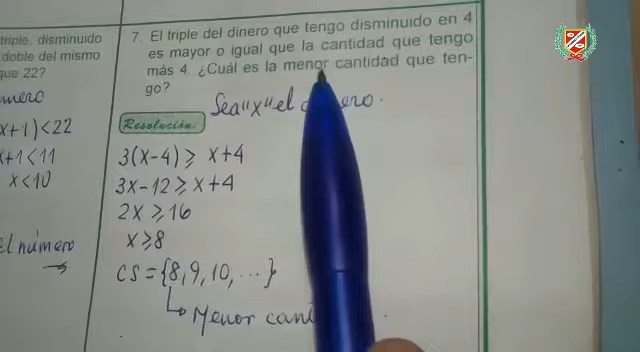 triple, disminuido
doble del mismo
que 22?
número
x+1)<22
x+1<11
x<10
El número
7. El triple del dinero que tengo disminuido en 4
es mayor o igual que la cantidad que tengo
más 4. ¿Cuál es la menor cantidad que ten-
go?
Sea "x" el
Resolución:
3(x-4)≥ x+4
3x-12≥x+4
2x≥16
x≥8
CS={8,9,10,...}
Menor